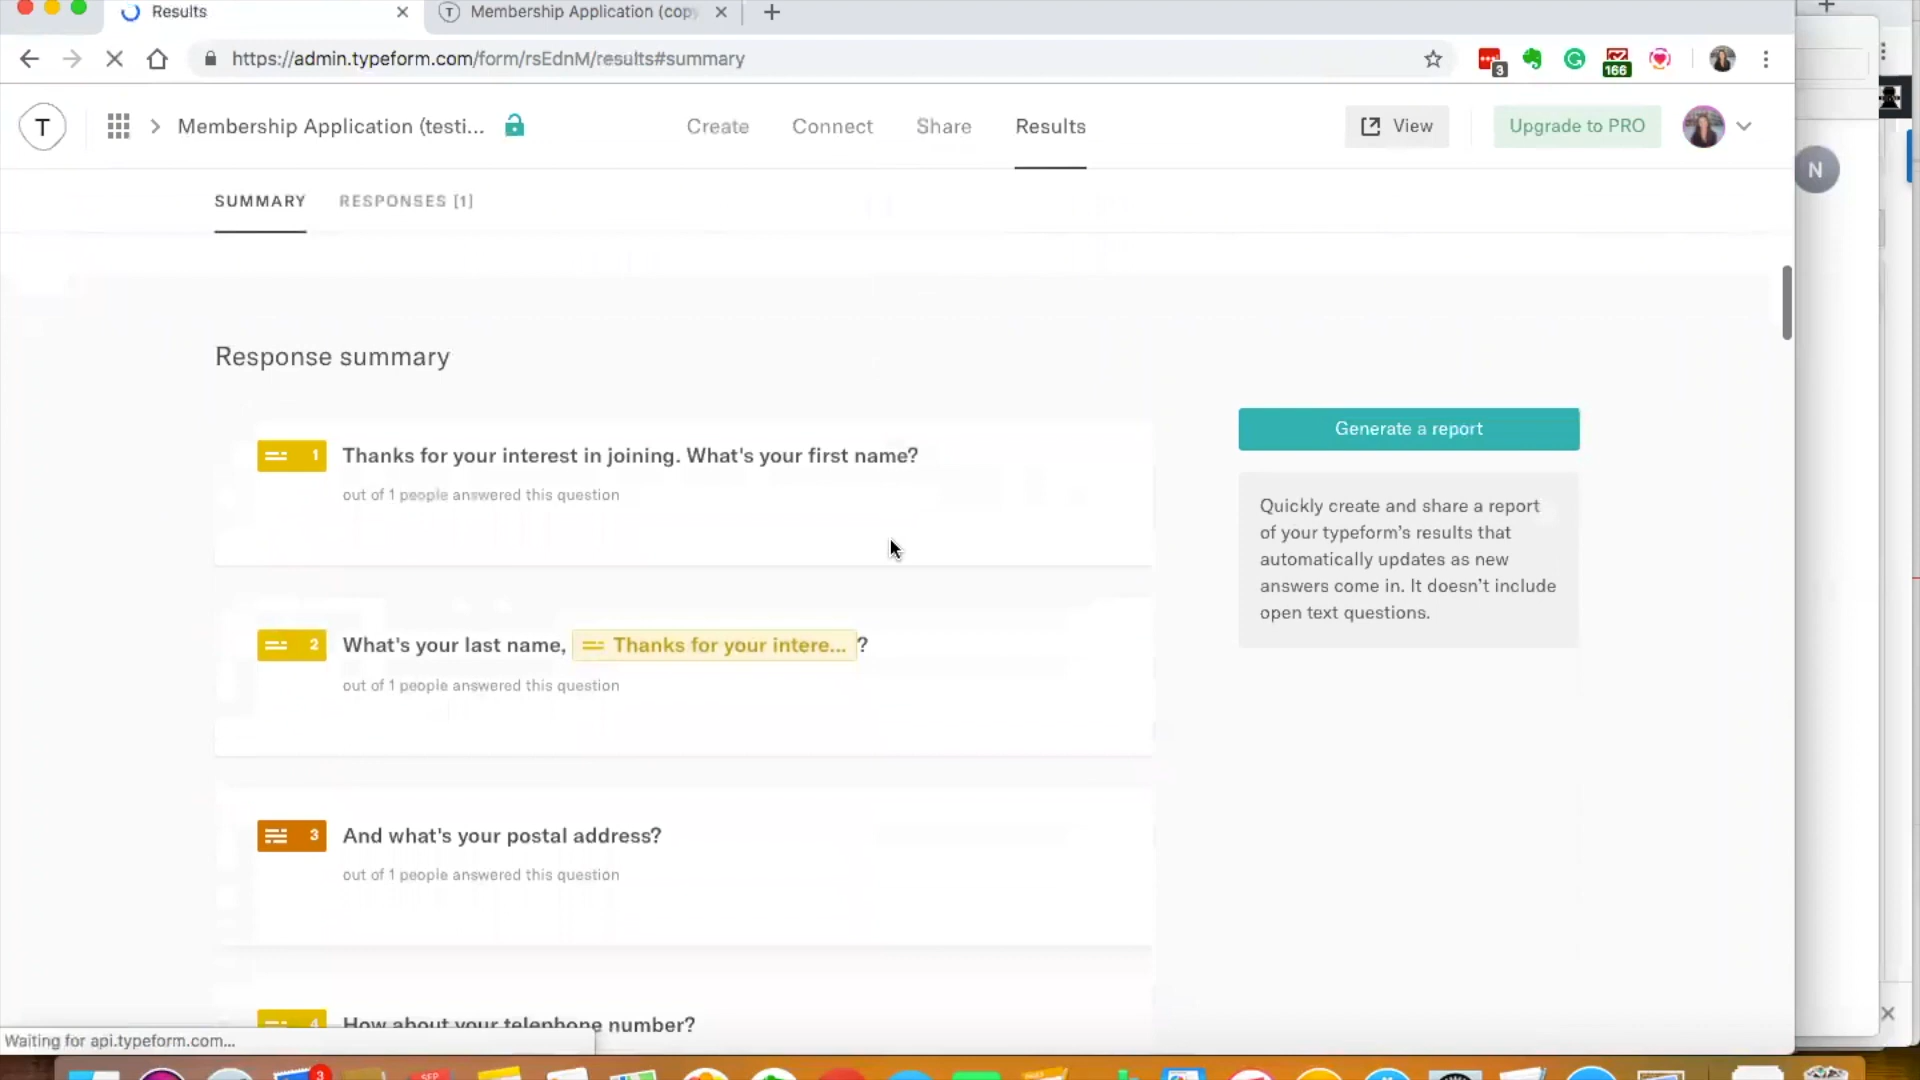 Results
Membership Application (copy
https://admin.typeform.com/form/rsEdnM/results#summary
3
166
T
Membership Application (testi...
Create
Connect
Share
Results
View
Upgrade to PRO
N
SUMMARY
RESPONSES [1]
Response summary
Generate a report
1
Thanks for your interest in joining. What's your first name?
out of 1 people answered this question
Quickly create and share a report
of your typeform's results that
automatically updates as new
answers come in. It doesn't include
open text questions.
2
What's your last name, Thanks for your intere... ?
out of 1 people answered this question
3
And what's your postal address?
out of 1 people answered this question
4
How about your telephone number?
Waiting for api.typeform.com...
3
SEP